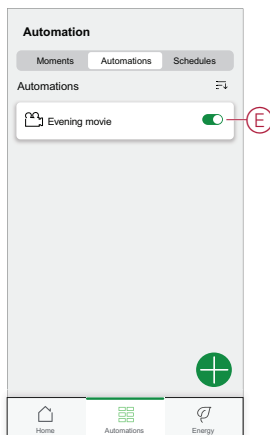 Automation
Moments Automations Schedules
Automations
Evening movie
E
Home Automations Energy